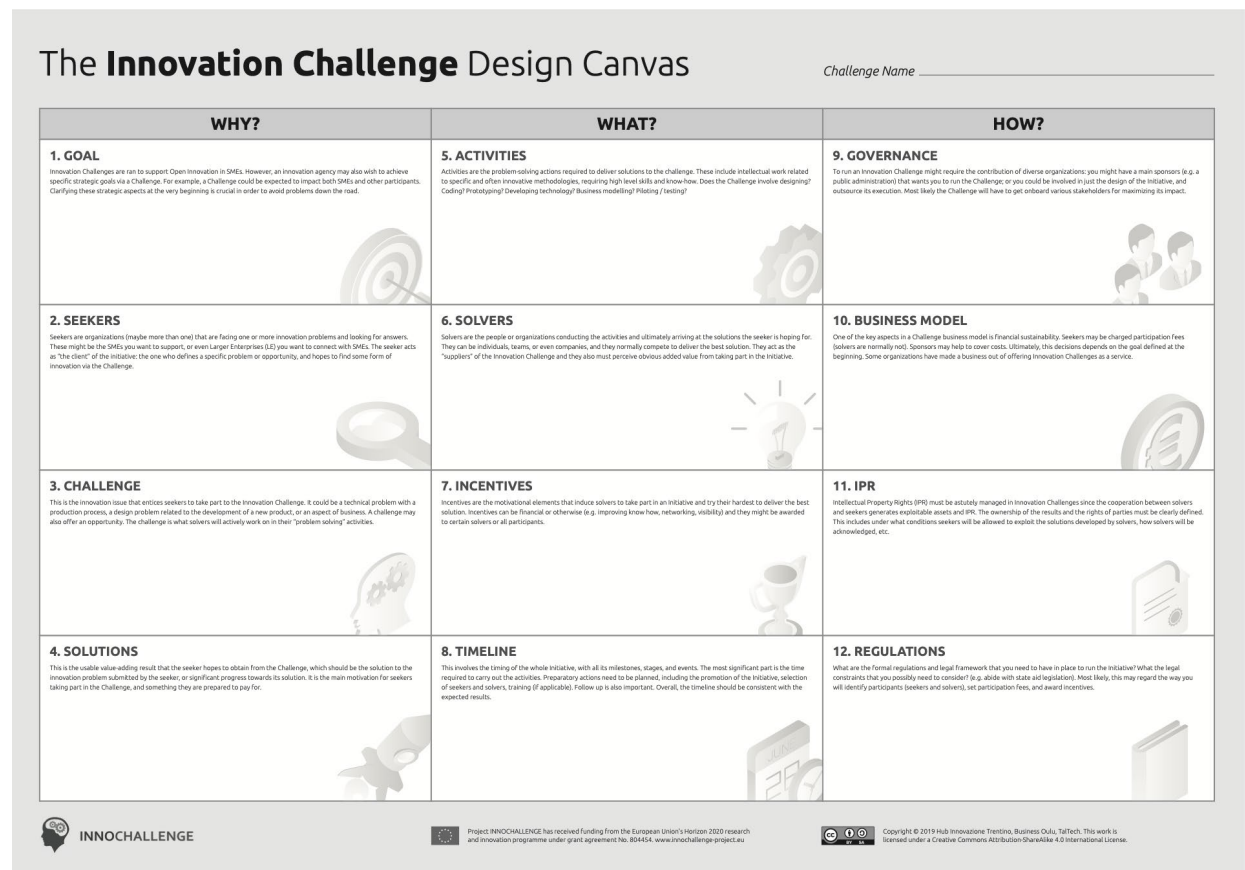 The Innovation Challenge Design Canvas
Challenge Name
WHY?
WHAT?
HOW?
1. GOAL
Innovation Challenges are ran to support Open Innovation in SMEs. However, an innovation agency may also wish to achieve
specific strategic goals via a Challenge. For example, a Challenge could be expected to impact both SMEs and other participants.
Clarifying these strategic aspects at the very beginning is crucial in order to avoid problems down the road.
5. ACTIVITIES
Activities are the problem-solving actions required to deliver solutions to the challenge. These include intellectual work related
to specific and often innovative methodologies, requiring high level skills and know-how. Does the Challenge involve designing?
Coding? Prototyping? Developing technology? Business modelling? Piloting / testing?
9. GOVERNANCE
To run an Innovation Challenge might require the contribution of diverse organizations: you might have a main sponsors (e.g. a
public administration) that wants you to run the Challenge; or you could be involved in just the design of the Initiative, and
outsource its execution. Most likely the Challenge will have to get onboard various stakeholders for maximizing its impact.
2. SEEKERS
Seekers are organizations (maybe more than one) that are facing one or more innovation problems and looking for answers.
These might be the SMEs you want to support, or even Larger Enterprises (LE) you want to connect with SMEs. The seeker acts
as "the client" of the initiative: the one who defines a specific problem or opportunity, and hopes to find some form of
innovation via the Challenge.
6. SOLVERS
Solvers are the people or organizations conducting the activities and ultimately arriving at the solutions the seeker is hoping for.
They can be individuals, teams, or even companies, and they normally compete to deliver the best solution. They act as the
"suppliers" of the Innovation Challenge and they also must perceive obvious added value from taking part in the Initiative.
10. BUSINESS MODEL
One of the key aspects in a Challenge business model is financial sustainability. Seekers may be charged participation fees
(solvers are normally not). Sponsors may help to cover costs. Ultimately, this decisions depends on the goal defined at the
beginning. Some organizations have made a business out of offering Innovation Challenges as a service.
3. CHALLENGE
This is the innovation issue that entices seekers to take part to the Innovation Challenge. It could be a technical problem with a
production process, a design problem related to the development of a new product, or an aspect of business. A challenge may
also offer an opportunity. The challenge is what solvers will actively work on in their "problem solving" activities.
7. INCENTIVES
Incentives are the motivational elements that induce solvers to take part in an Initiative and try their hardest to deliver the best
solution. Incentives can be financial or otherwise (e.g. improving know how, networking, visibility) and they might be awarded
to certain solvers or all participants.
11. IPR
Intellectual Property Rights (IPR) must be astutely managed in Innovation Challenges since the cooperation between solvers
and seekers generates exploitable assets and IPR. The ownership of the results and the rights of parties must be clearly defined.
This includes under what conditions seekers will be allowed to exploit the solutions developed by solvers, how solvers will be
acknowledged, etc.
4. SOLUTIONS
This is the usable value-adding result that the seeker hopes to obtain from the Challenge, which should be the solution to the
innovation problem submitted by the seeker, or significant progress towards its solution. It is the main motivation for seekers
taking part in the Challenge, and something they are prepared to pay for.
8. TIMELINE
This involves the timing of the whole Initiative, with all its milestones, stages, and events. The most significant part is the time
required to carry out the activities. Preparatory actions need to be planned, including the promotion of the Initiative, selection
of seekers and solvers, training (if applicable). Follow up is also important. Overall, the timeline should be consistent with the
expected results.
JUN
12. REGULATIONS
What are the formal regulations and legal framework that you need to have in place to run the Initiative? What the legal
constraints that you possibly need to consider? (e.g. abide with state aid legislation). Most likely, this may regard the way you
will identify participants (seekers and solvers), set participation fees, and award incentives.
INNOCHALLENGE
Project INNOCHALLENGE has received funding from the European Union's Horizon 2020 research
and innovation programme under grant agreement No. 804454. www.innochallenge-project.eu
cc BY SA
Copyright © 2019 Hub Innovazione Trentino, Business Oulu, TalTech. This work is
licensed under a Creative Commons Attribution-ShareAlike 4.0 International License.